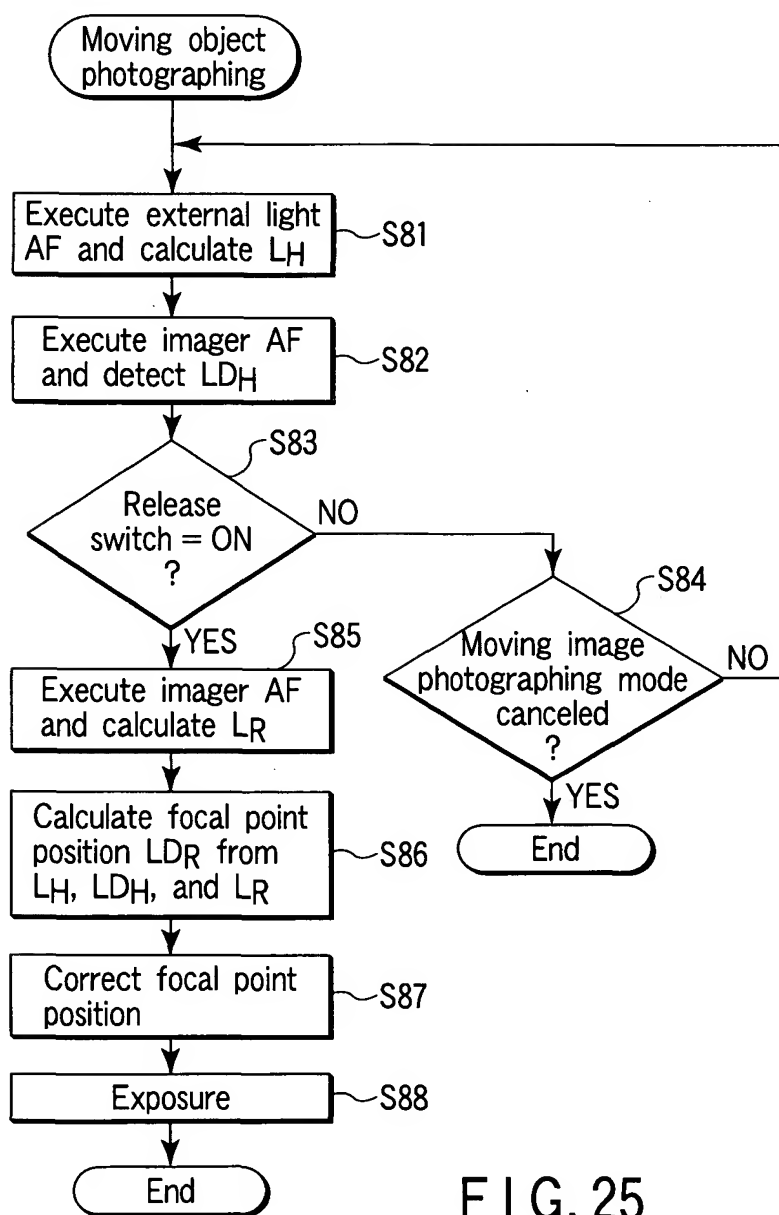 Moving object
photographing
Execute external light
AF and calculate LH
S81
Execute imager AF
and detect LDH
S82
S83
Release
switch = ON
?
NO
YES
S84
Moving image
photographing mode
canceled
?
NO
YES
End
S85
Execute imager AF
and calculate LR
Calculate focal point
position LDR from
LH, LDH, and LR
S86
Correct focal point
position
S87
Exposure
S88
End
FIG. 25